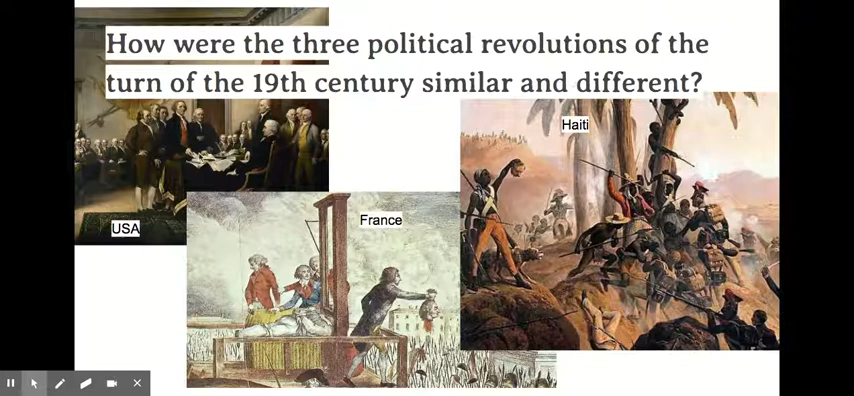 How were the three political revolutions of the
turn of the 19th century similar and different?
Haiti
France
USA